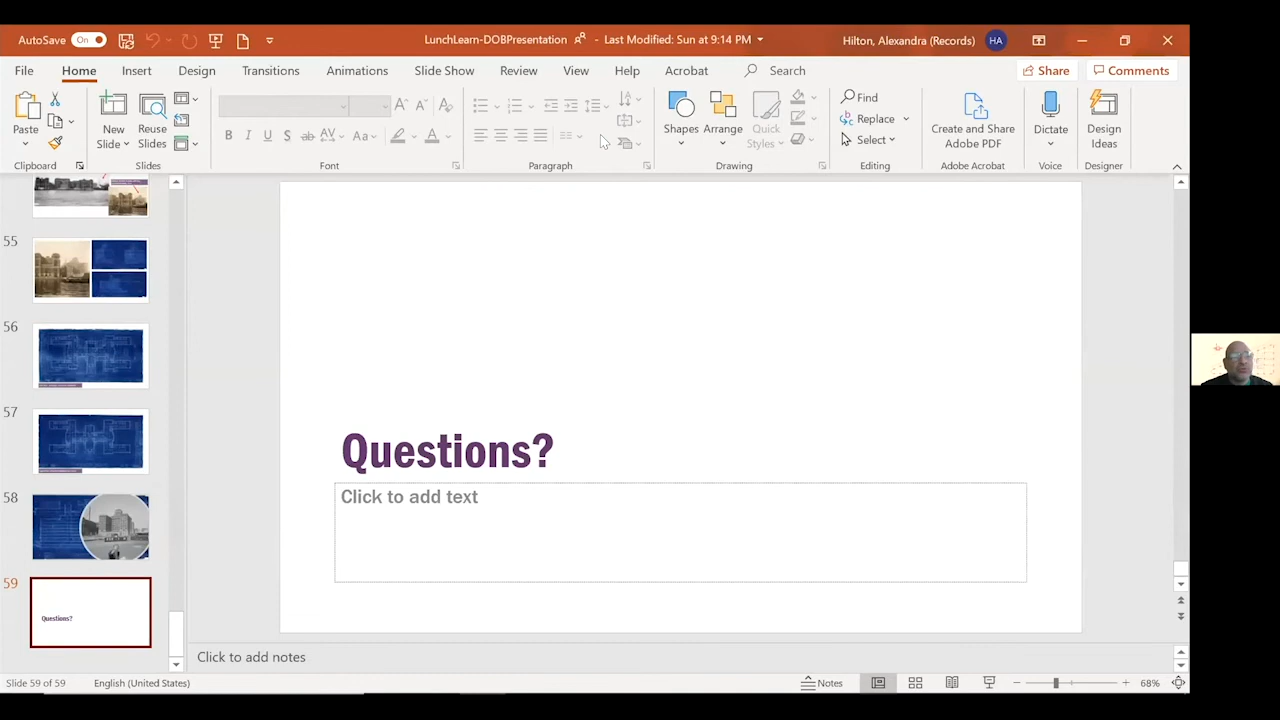 AutoSave On LunchLearn-DOBPresentation - Last Modified: Sun at 9:14 PM Hilton, Alexandra (Records) HA
File Home Insert Design Transitions Animations Slide Show Review View Help Acrobat Search Share Comments
Paste New Slide Reuse Slides B I U S ab AV Aa A Shapes Arrange Quick Styles Find Replace Select Create and Share Adobe PDF Dictate Design Ideas
Clipboard Slides Font Paragraph Drawing Editing Adobe Acrobat Voice Designer
55
56
57
58
59
Questions?
Questions?
Click to add text
Click to add notes
Slide 59 of 59 English (United States) Notes 68%